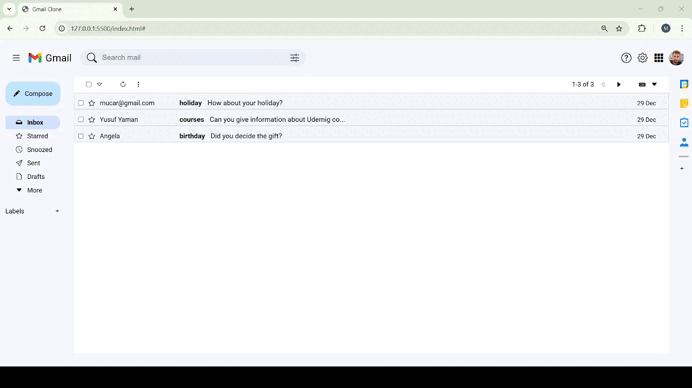 Gmail Clone
127.0.0.1:5500/index.html#
M
Gmail
Search mail
Compose
1-3 of 3
Inbox
mucar@gmail.com holiday How about your holiday? 29 Dec
Yusuf Yaman courses Can you give information about Udemig co... 29 Dec
Starred
Angela birthday Did you decide the gift? 29 Dec
Snoozed
Sent
Drafts
More
Labels +